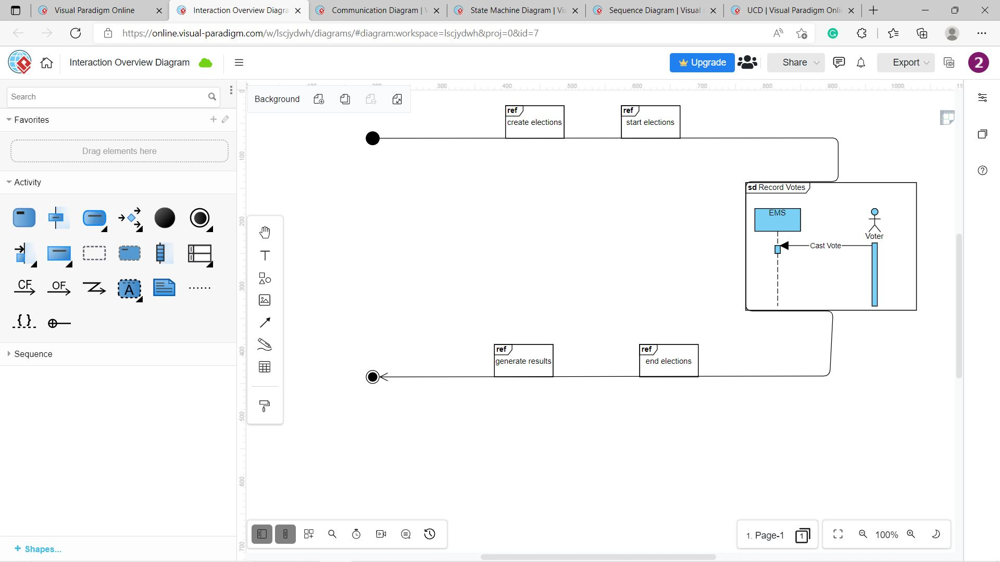 Visual Paradigm Online
Interaction Overview Diagra
Communication Diagram | V
State Machine Diagram | Vis
Sequence Diagram | Visual
UCD | Visual Paradigm Onli
https://online.visual-paradigm.com/w/lscjydwh/diagrams/#diagram:workspace=lscjydwh&proj=0&id=7
Interaction Overview Diagram
Upgrade
Share
Export
2
Search
Background
100 200 300 400 500 600 700 800 900 1000 11
Favorites
Drag elements here
Activity
CF
OF
A
{ }
Sequence
+ Shapes...
0
100
200
300
400
500
600
700
ref
create elections
ref
start elections
sd Record Votes
EMS
Voter
Cast Vote
ref
generate results
ref
end elections
1. Page-1
1
100%